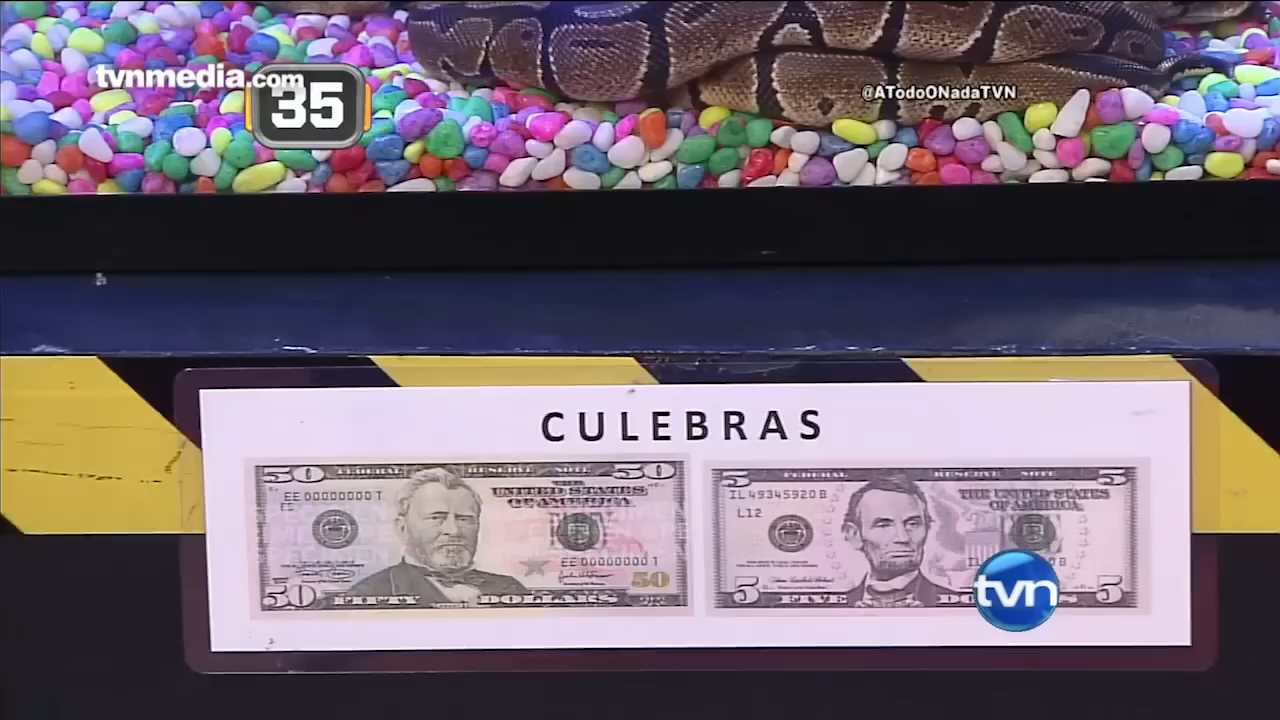 tvnmedia.com
35
@ATodoONadaTVN
CULEBRAS
50 FEDERAL RESERVE NOTE 50
THE
UNITED STATES
OF AMERICA
EE 00000000 T
EE 00000000 T
50
50 FIFTY DOLLARS
5 FEDERAL RESERVE NOTE 5
IL 49345920 B
THE UNITED STATES
OF AMERICA
L12
5 FIVE 5
tvn